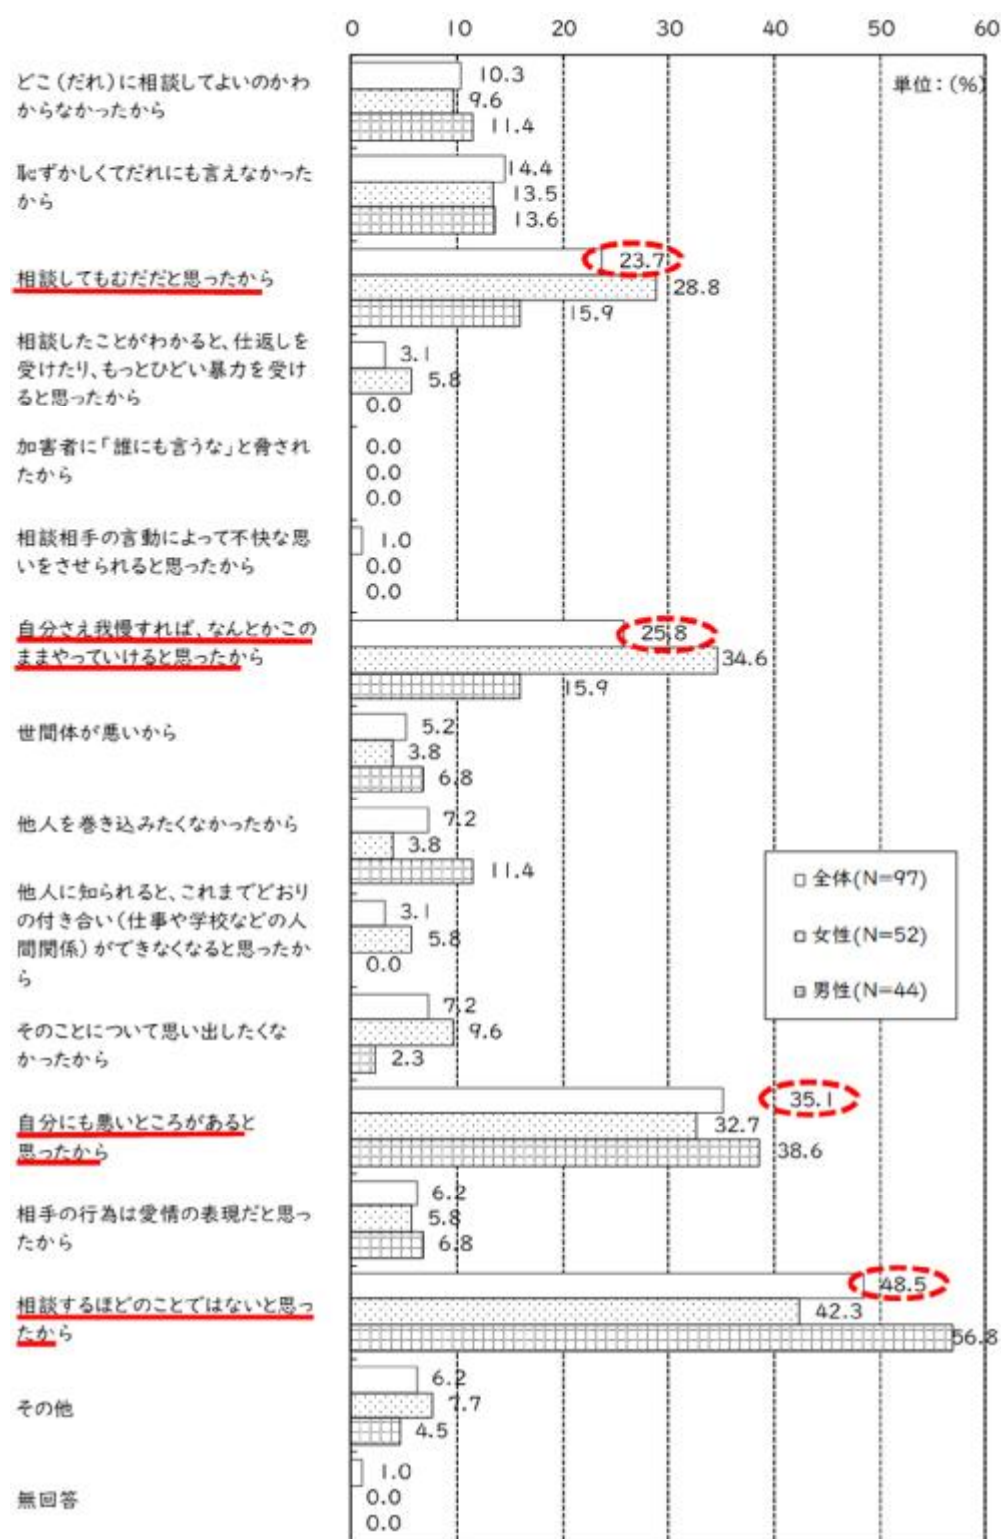 0 10 20 30 40 50 60
単位：(%)
どこ（だれ）に相談してよいのかわ
からなかったから
10.3
9.6
11.4
ずかしくてだれにも言えなかった
から
14.4
13.5
13.6
相談してもむだだと思ったから
23.7
28.8
15.9
相談したことがわかると、仕返しを
受けたり、もっとひどい暴力を受け
ると思ったから
3.1
5.8
0.0
加害者に「誰にも言うな」と脅され
たから
0.0
0.0
0.0
相談相手の言動によって不快な思
いをさせられると思ったから
1.0
0.0
0.0
自分さえ我慢すれば、なんとかこの
ままやっていけると思ったから
25.8
34.6
15.9
世間体が悪いから
5.2
3.8
6.8
他人を巻き込みたくなかったから
7.2
3.8
11.4
他人に知られると、これまでどおり
の付き合い（仕事や学校などの人
間関係）ができなくなると思ったか
ら
3.1
5.8
0.0
そのことについて思い出したくな
かったから
7.2
9.6
2.3
自分にも悪いところがあると
思ったから
35.1
32.7
38.6
相手の行為は愛情の表現だと思っ
たから
6.2
5.8
6.8
相談するほどのことではないと思っ
たから
48.5
42.3
56.8
その他
6.2
7.7
4.5
無回答
1.0
0.0
0.0
全体(N=97)
女性(N=52)
男性(N=44)